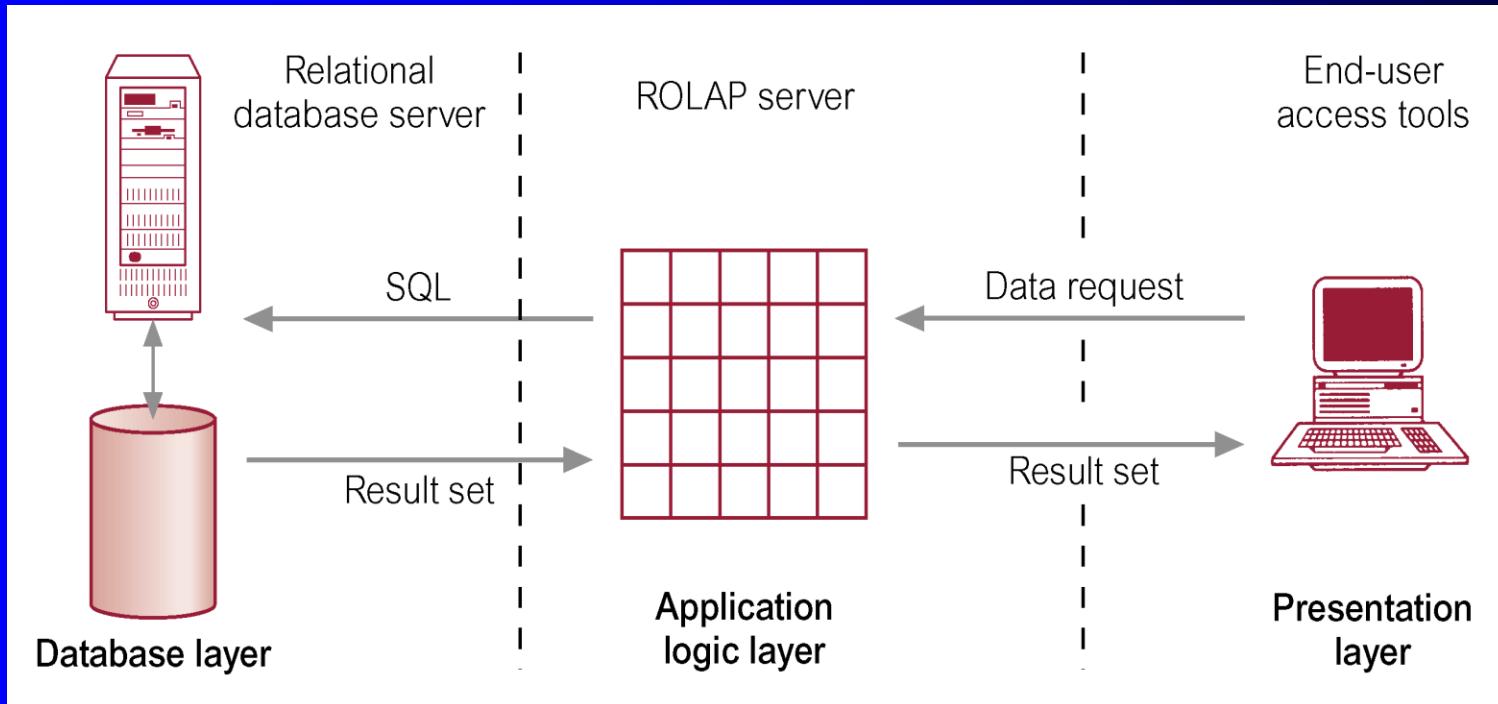 Relational
database server
ROLAP server
End-user
access tools
SQL
Data request
Result set
Result set
Database layer
Application
logic layer
Presentation
layer